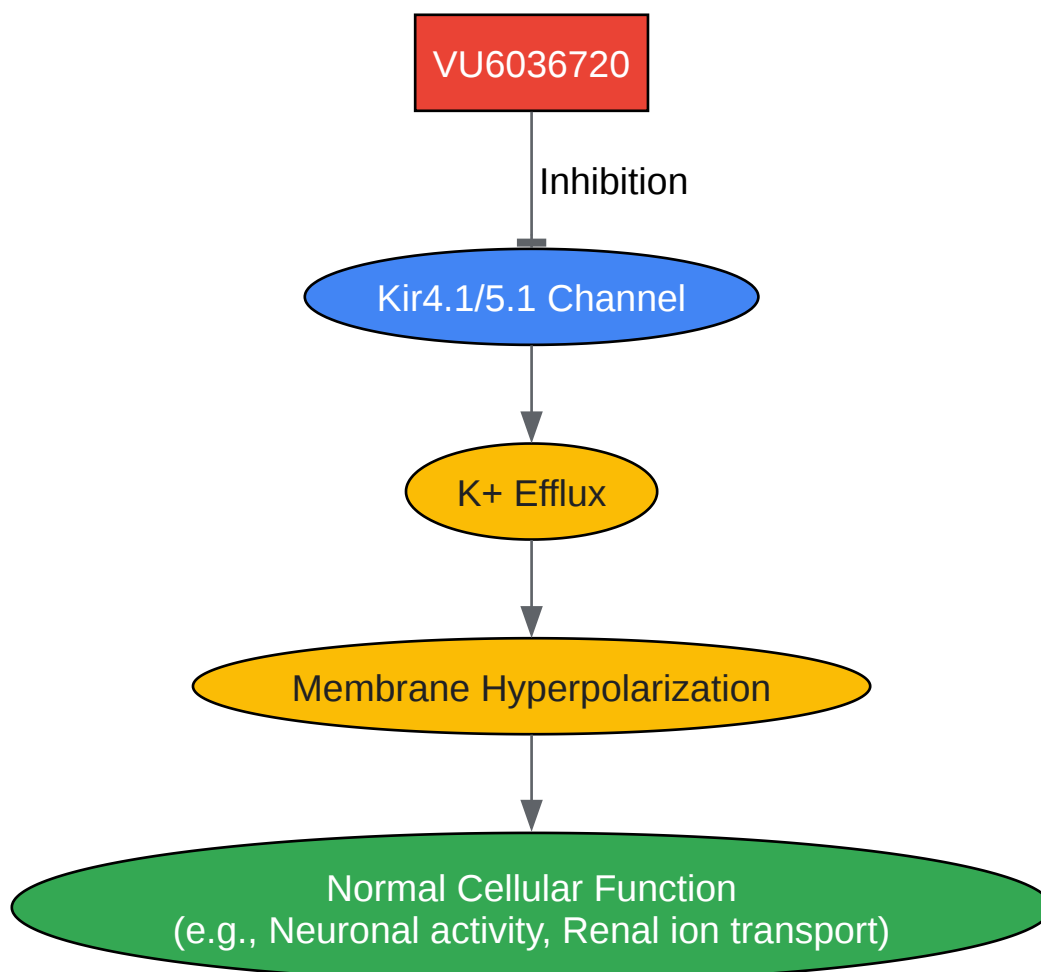 VU6036720
Inhibition
Kir4.1/5.1 Channel
K+ Efflux
Membrane Hyperpolarization
Normal Cellular Function
(e.g., Neuronal activity, Renal ion transport)